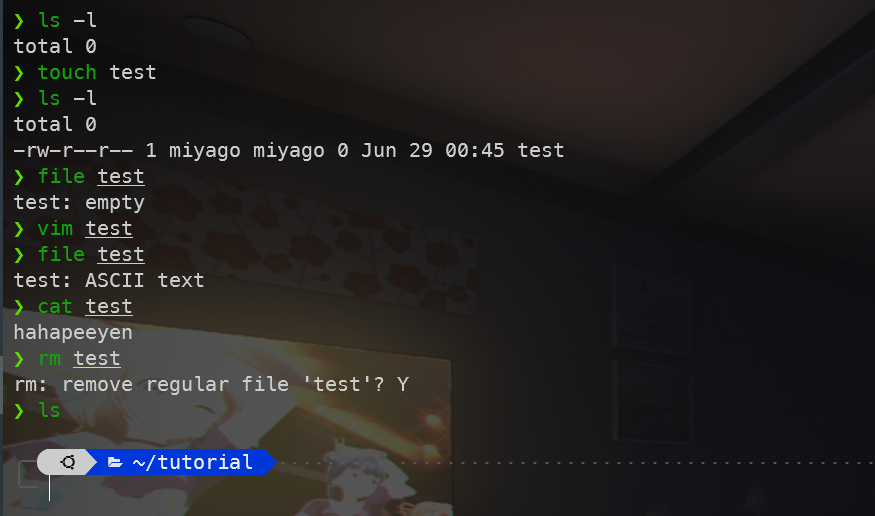 ❯ ls -l
total 0
❯ touch test
❯ ls -l
total 0
-rw-r--r-- 1 miyago miyago 0 Jun 29 00:45 test
❯ file test
test: empty
❯ vim test
❯ file test
test: ASCII text
❯ cat test
hahapeeyen
❯ rm test
rm: remove regular file 'test'? Y
❯ ls
~/tutorial